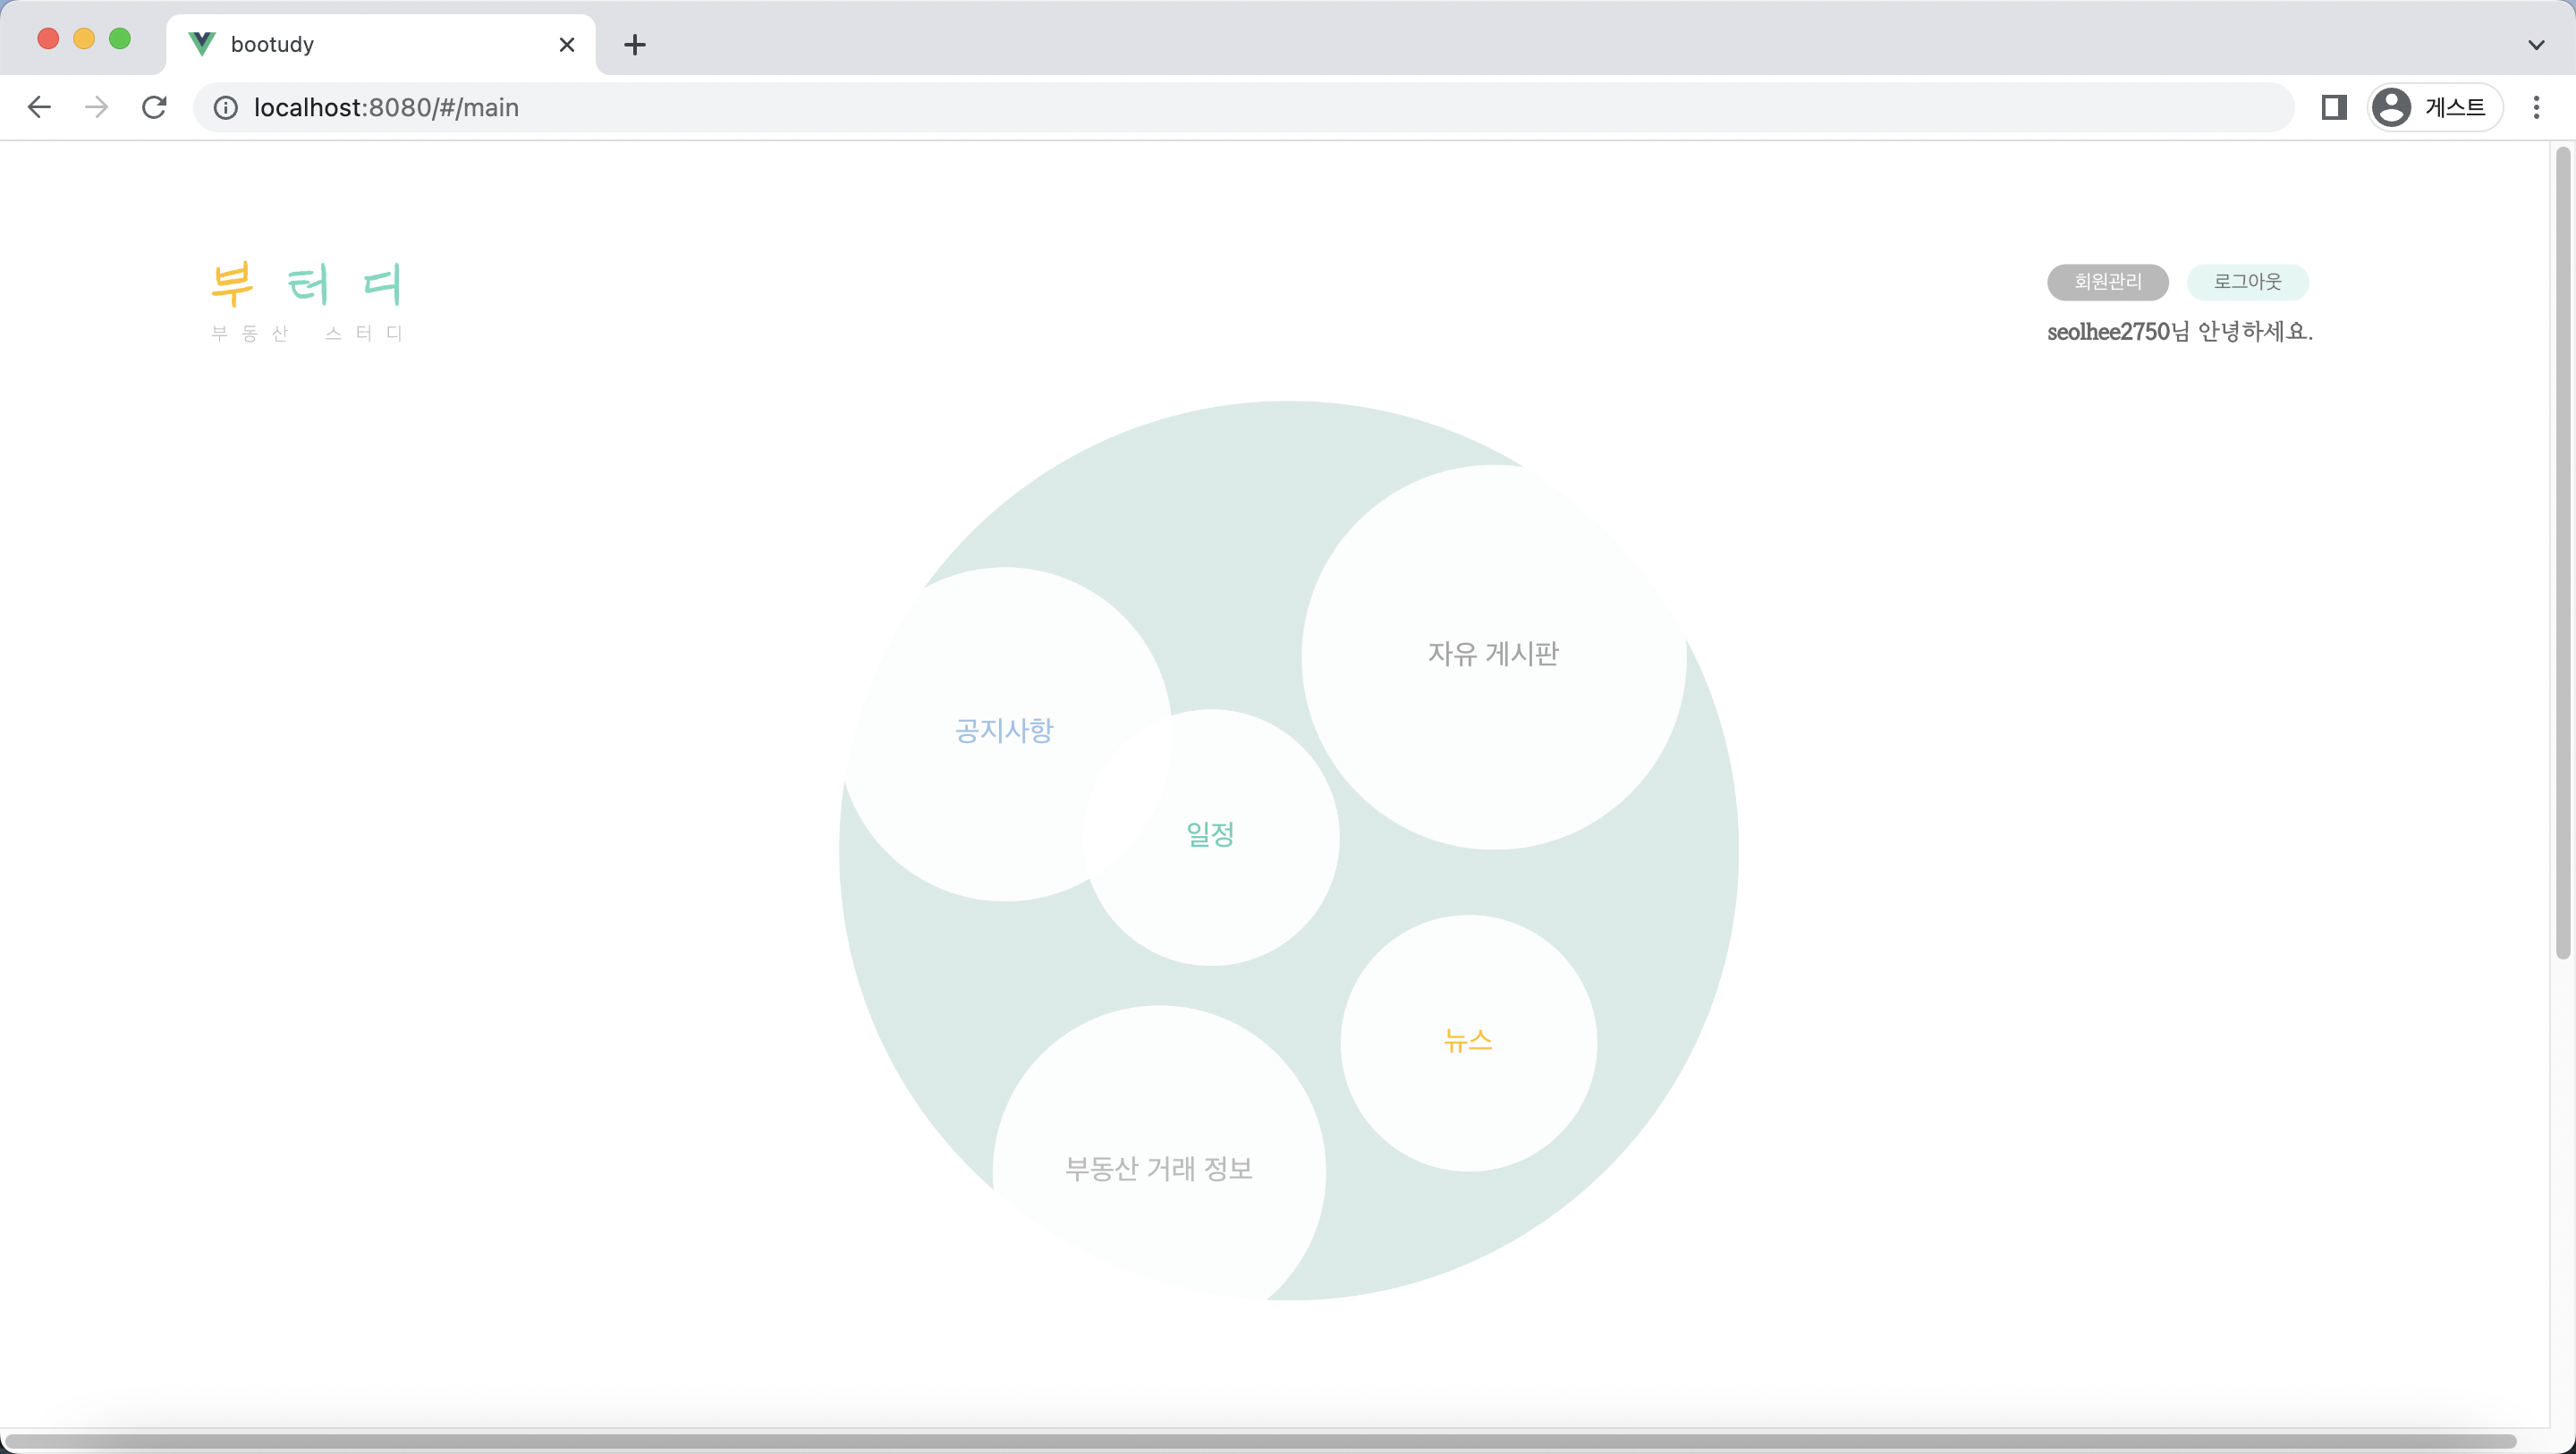 bootudy
localhost:8080/#/main
게스트
부터디
부동산 스터디
회원관리
로그아웃
seolhee2750님 안녕하세요.
자유 게시판
공지사항
일정
뉴스
부동산 거래 정보